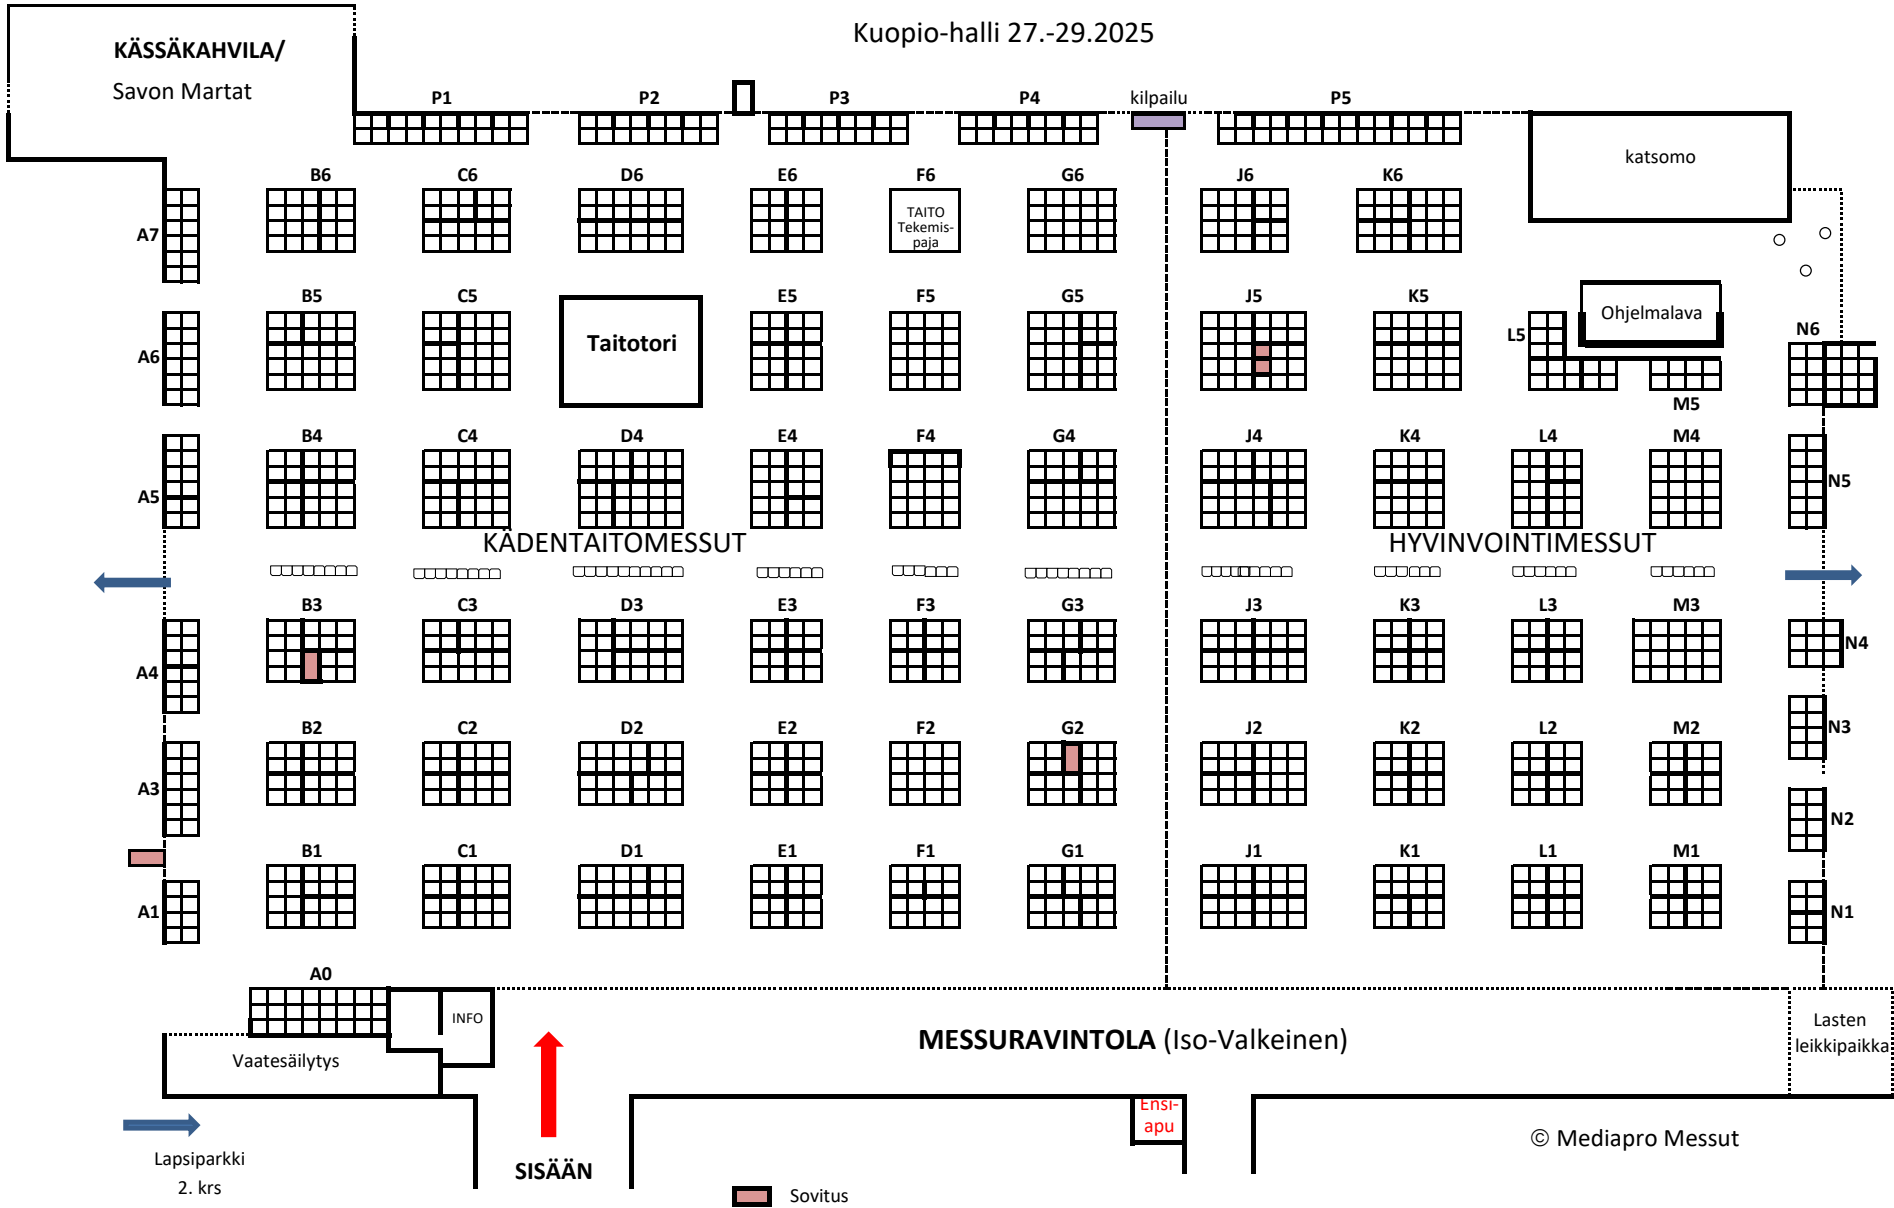 Kuopio-halli 27.-29.2025
KÄSSÄKAHVILA/
Savon Martat
P1 P2 P3 P4 kilpailu P5
katsomo
B6 C6 D6 E6 F6 G6 J6 K6
TAITO
Tekemis-
paja
A7
B5 C5 E5 F5 G5 J5 K5
Ohjelmalava
Taitotori
L5
N6
A6
M5
B4 C4 D4 E4 F4 G4 J4 K4 L4 M4
A5
N5
KÄDENTAITOMESSUT
HYVINVOINTIMESSUT
B3 C3 D3 E3 F3 G3 J3 K3 L3 M3
A4
N4
B2 C2 D2 E2 F2 G2 J2 K2 L2 M2
N3
A3
N2
B1 C1 D1 E1 F1 G1 J1 K1 L1 M1
A1
N1
A0
INFO
Vaatesäilytys
MESSURAVINTOLA (Iso-Valkeinen)
Lasten
leikkipaikka
Ensi-
apu
© Mediapro Messut
Lapsiparkki
2. krs
SISÄÄN
Sovitus